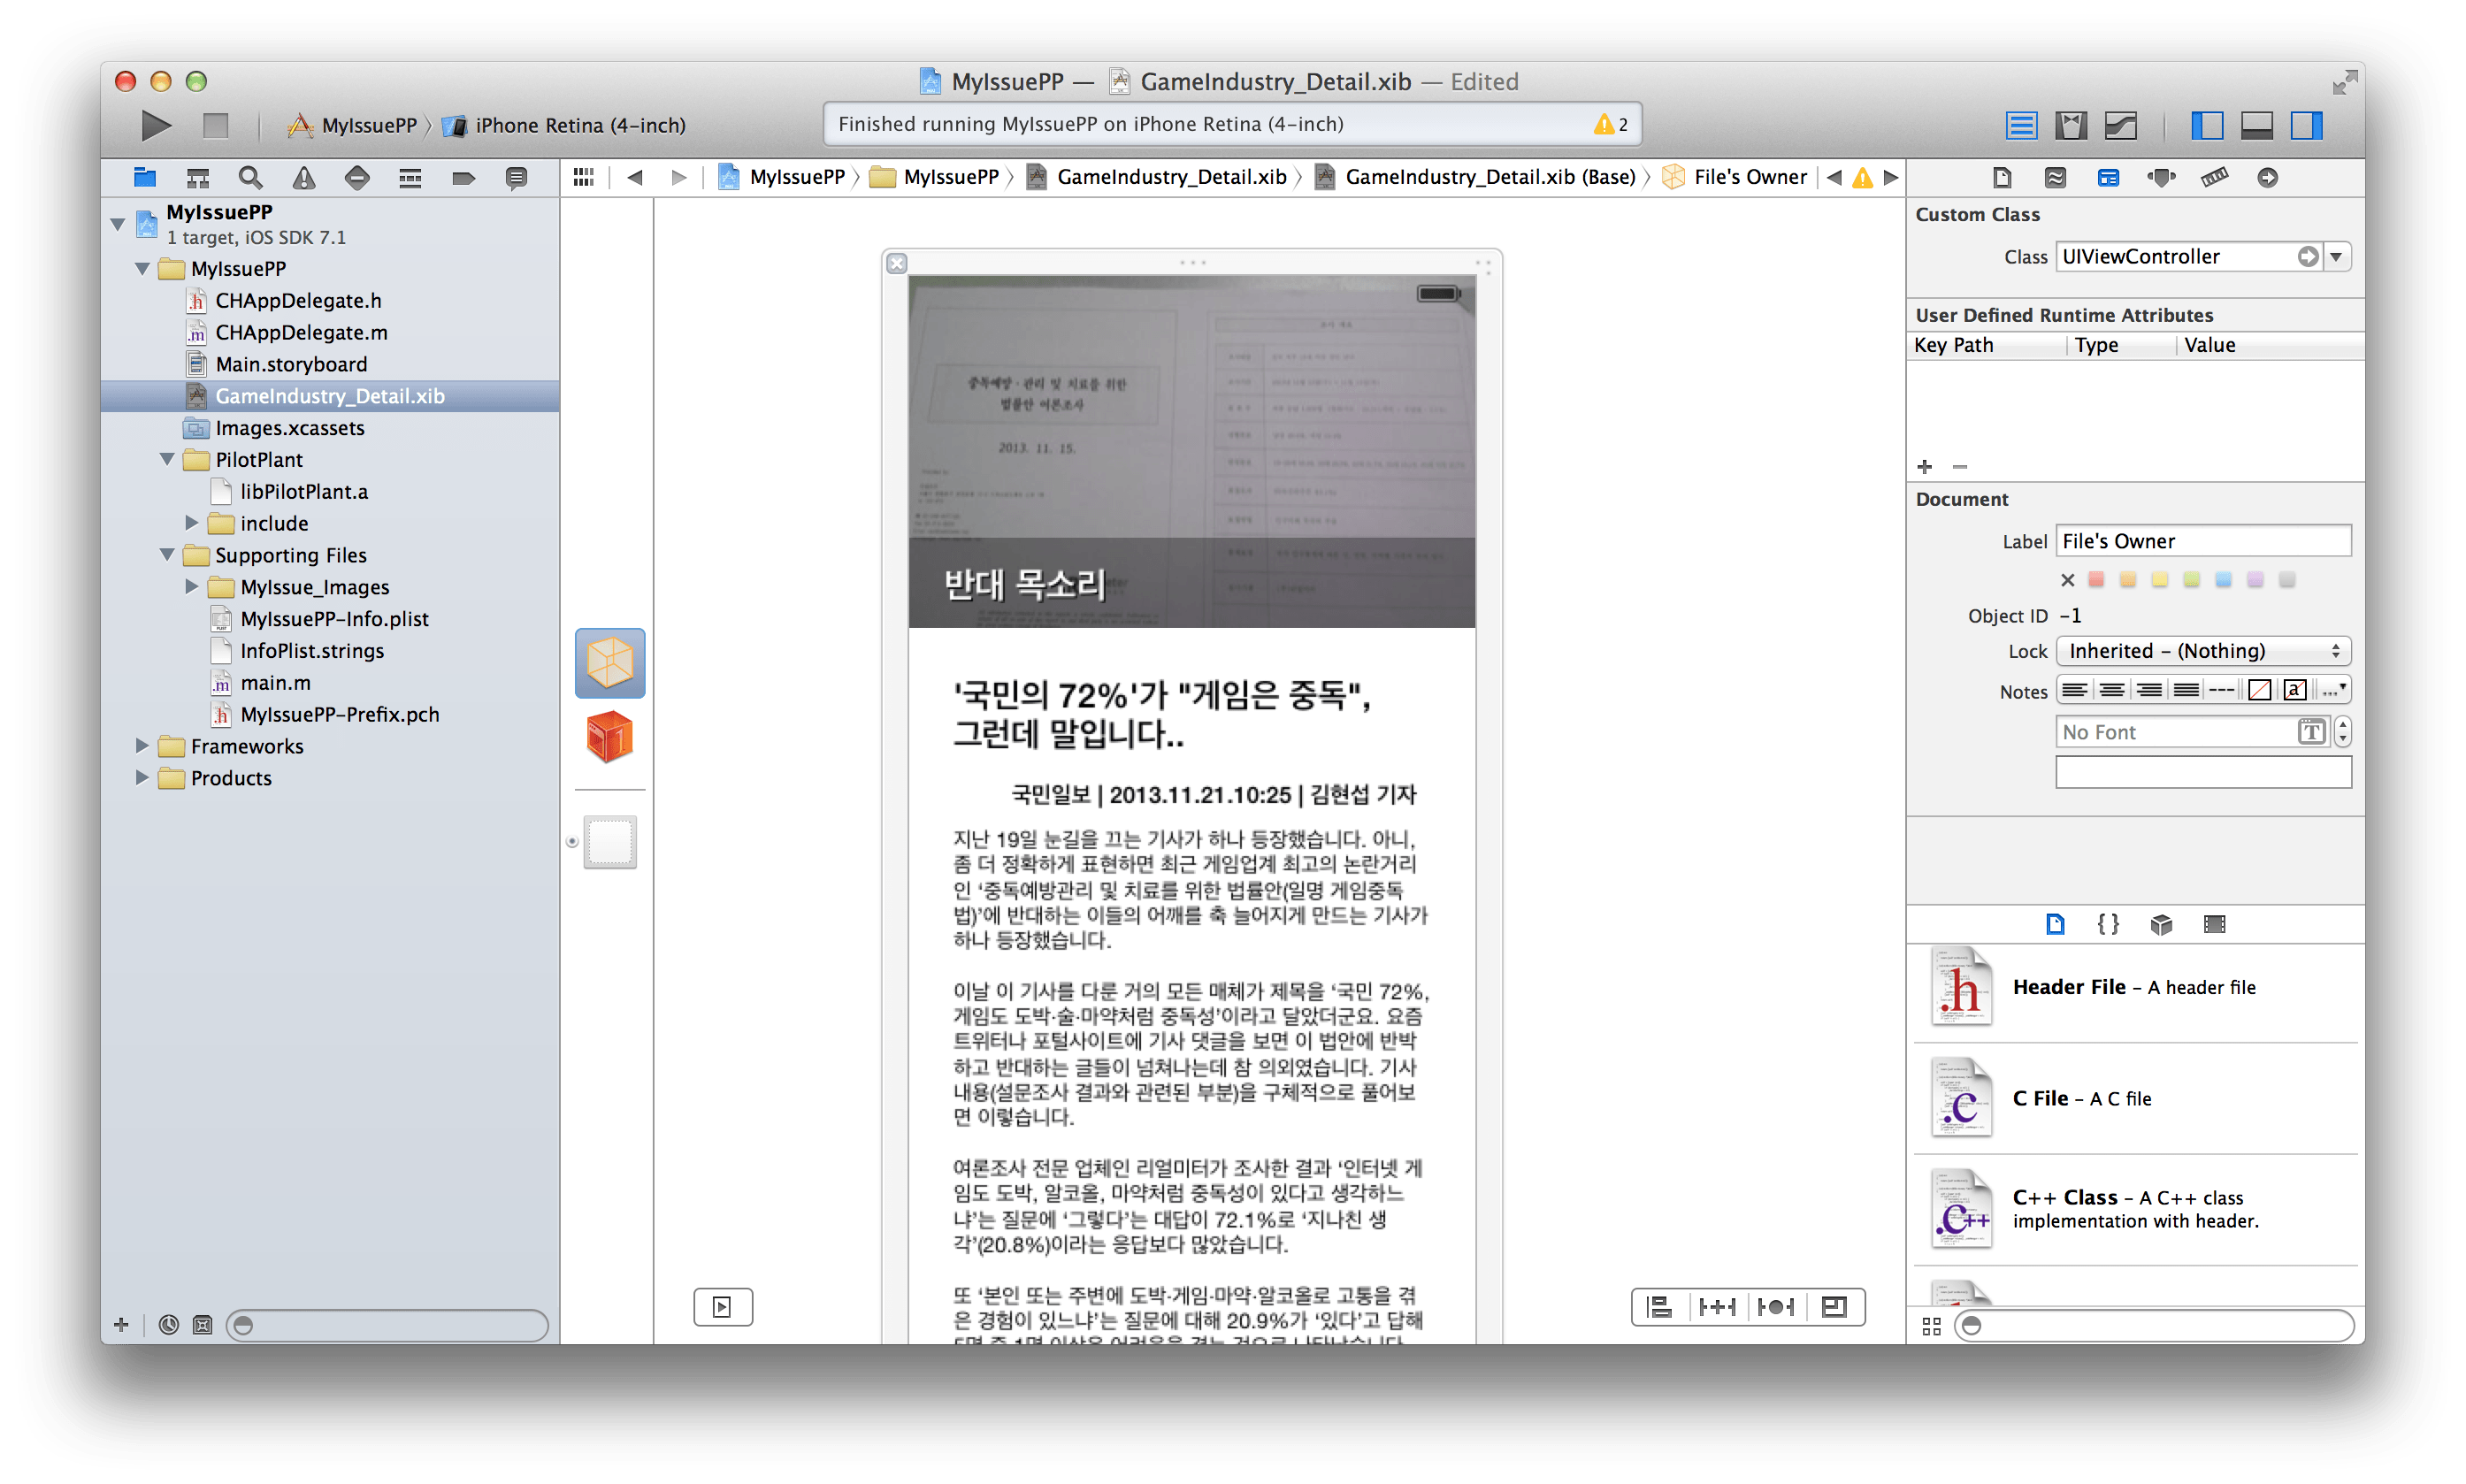 MyIssuePP — GameIndustry_Detail.xib — Edited
MyIssuePP
iPhone Retina (4-inch)
Finished running MyIssuePP on iPhone Retina (4-inch)
2
MyIssuePP
MyIssuePP
GameIndustry_Detail.xib
GameIndustry_Detail.xib (Base)
File's Owner
MyIssuePP
1 target, iOS SDK 7.1
MyIssuePP
CHAppDelegate.h
CHAppDelegate.m
Main.storyboard
GameIndustry_Detail.xib
Images.xcassets
PilotPlant
libPilotPlant.a
include
Supporting Files
MyIssue_Images
MyIssuePP-Info.plist
InfoPlist.strings
main.m
MyIssuePP-Prefix.pch
Frameworks
Products
중독예방·관리 및 치료를 위한
법률안 여론조사
2013. 11. 15.
반대 목소리
'국민의 72%'가 "게임은 중독",
그런데 말입니다..
국민일보 | 2013.11.21.10:25 | 김현섭 기자
지난 19일 눈길을 끄는 기사가 하나 등장했습니다. 아니,
좀 더 정확하게 표현하면 최근 게임업계 최고의 논란거리
인 ‘중독예방관리 및 치료를 위한 법률안(일명 게임중독
법)’에 반대하는 이들의 어깨를 축 늘어지게 만드는 기사가
하나 등장했습니다.
이날 이 기사를 다룬 거의 모든 매체가 제목을 ‘국민 72%,
게임도 도박·술·마약처럼 중독성’이라고 달았더군요. 요즘
트위터나 포털사이트에 기사 댓글을 보면 이 법안에 반박
하고 반대하는 글들이 넘쳐나는데 참 의외였습니다. 기사
내용(설문조사 결과와 관련된 부분)을 구체적으로 풀어보
면 이렇습니다.
여론조사 전문 업체인 리얼미터가 조사한 결과 ‘인터넷 게
임도 도박, 알코올, 마약처럼 중독성이 있다고 생각하느
냐’는 질문에 ‘그렇다’는 대답이 72.1%로 ‘지나친 생
각’(20.8%)이라는 응답보다 많았습니다.
또 ‘본인 또는 주변에 도박·게임·마약·알코올로 고통을 겪
은 경험이 있느냐’는 질문에 대해 20.9%가 ‘있다’고 답해
5명 중 1명 이상은 어려움을 겪는 것으로 나타났습니다
Custom Class
Class UIViewController
User Defined Runtime Attributes
Key Path Type Value
Document
Label File's Owner
Object ID -1
Lock Inherited - (Nothing)
Notes
No Font
Header File - A header file
C File - A C file
C++ Class - A C++ class
implementation with header.